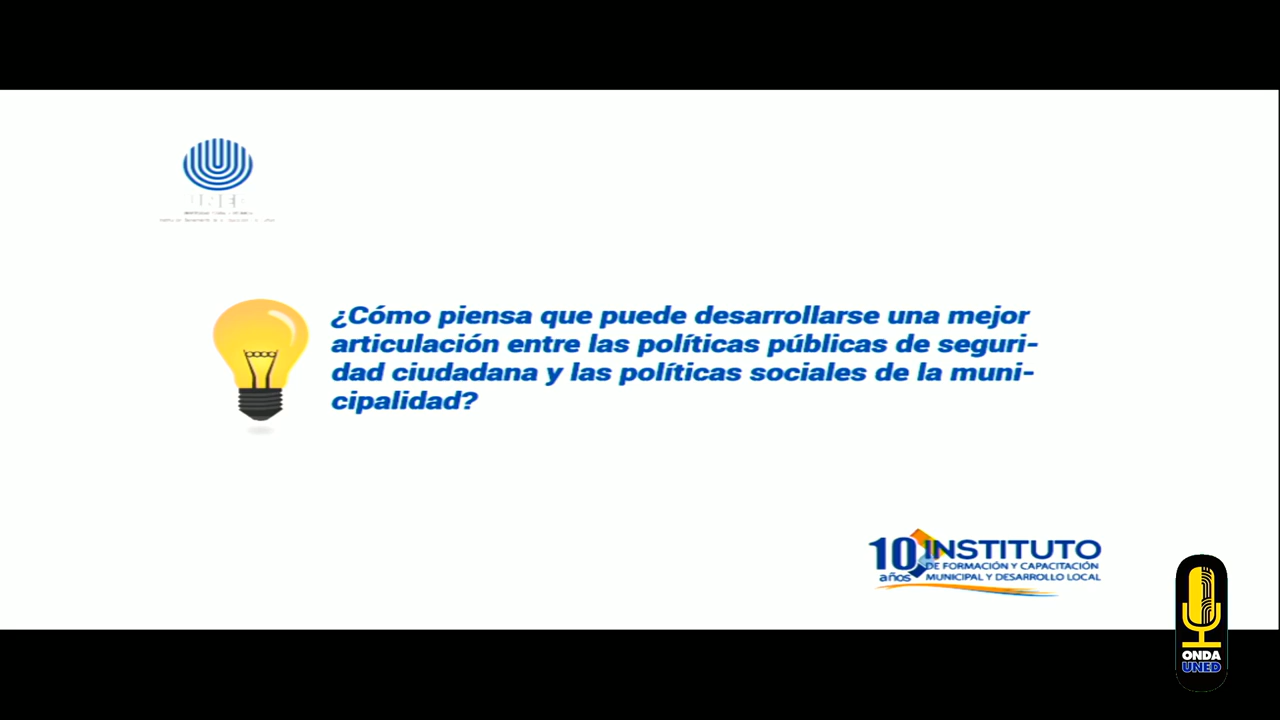 UNED
¿Cómo piensa que puede desarrollarse una mejor
articulación entre las políticas públicas de seguri-
dad ciudadana y las políticas sociales de la muni-
cipalidad?
10 años
INSTITUTO
DE FORMACIÓN Y CAPACITACIÓN
MUNICIPAL Y DESARROLLO LOCAL
ONDA
UNED